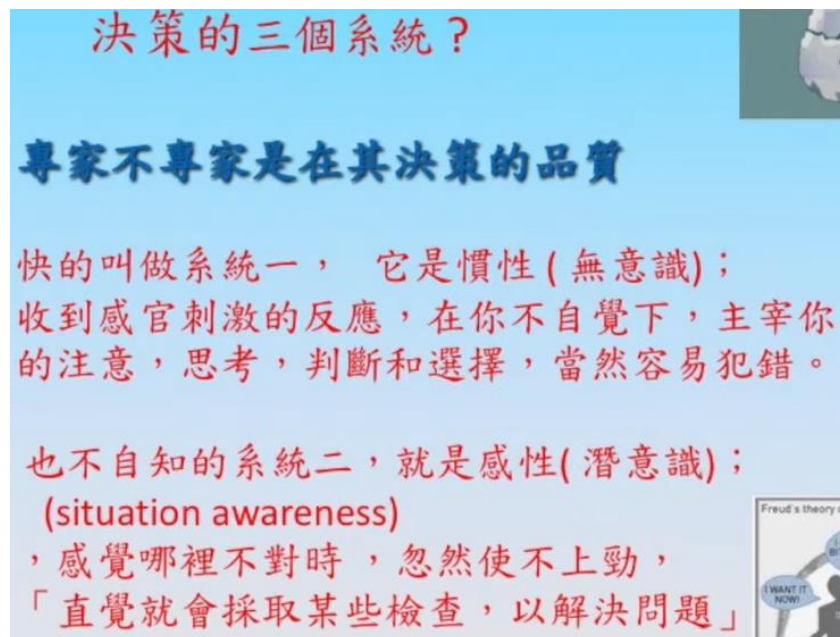 決策的三個系統？
專家不專家是在其決策的品質
快的叫做系統一， 它是慣性 ( 無意識)；
收到感官刺激的反應，在你不自覺下，主宰你
的注意，思考，判斷和選擇，當然容易犯錯。
也不自知的系統二，就是感性( 潛意識)；
(situation awareness)
，感覺哪裡不對時 ，忽然使不上勁，
「直覺就會採取某些檢查，以解決問題」
Freud's theory
I WANT IT
NOW!